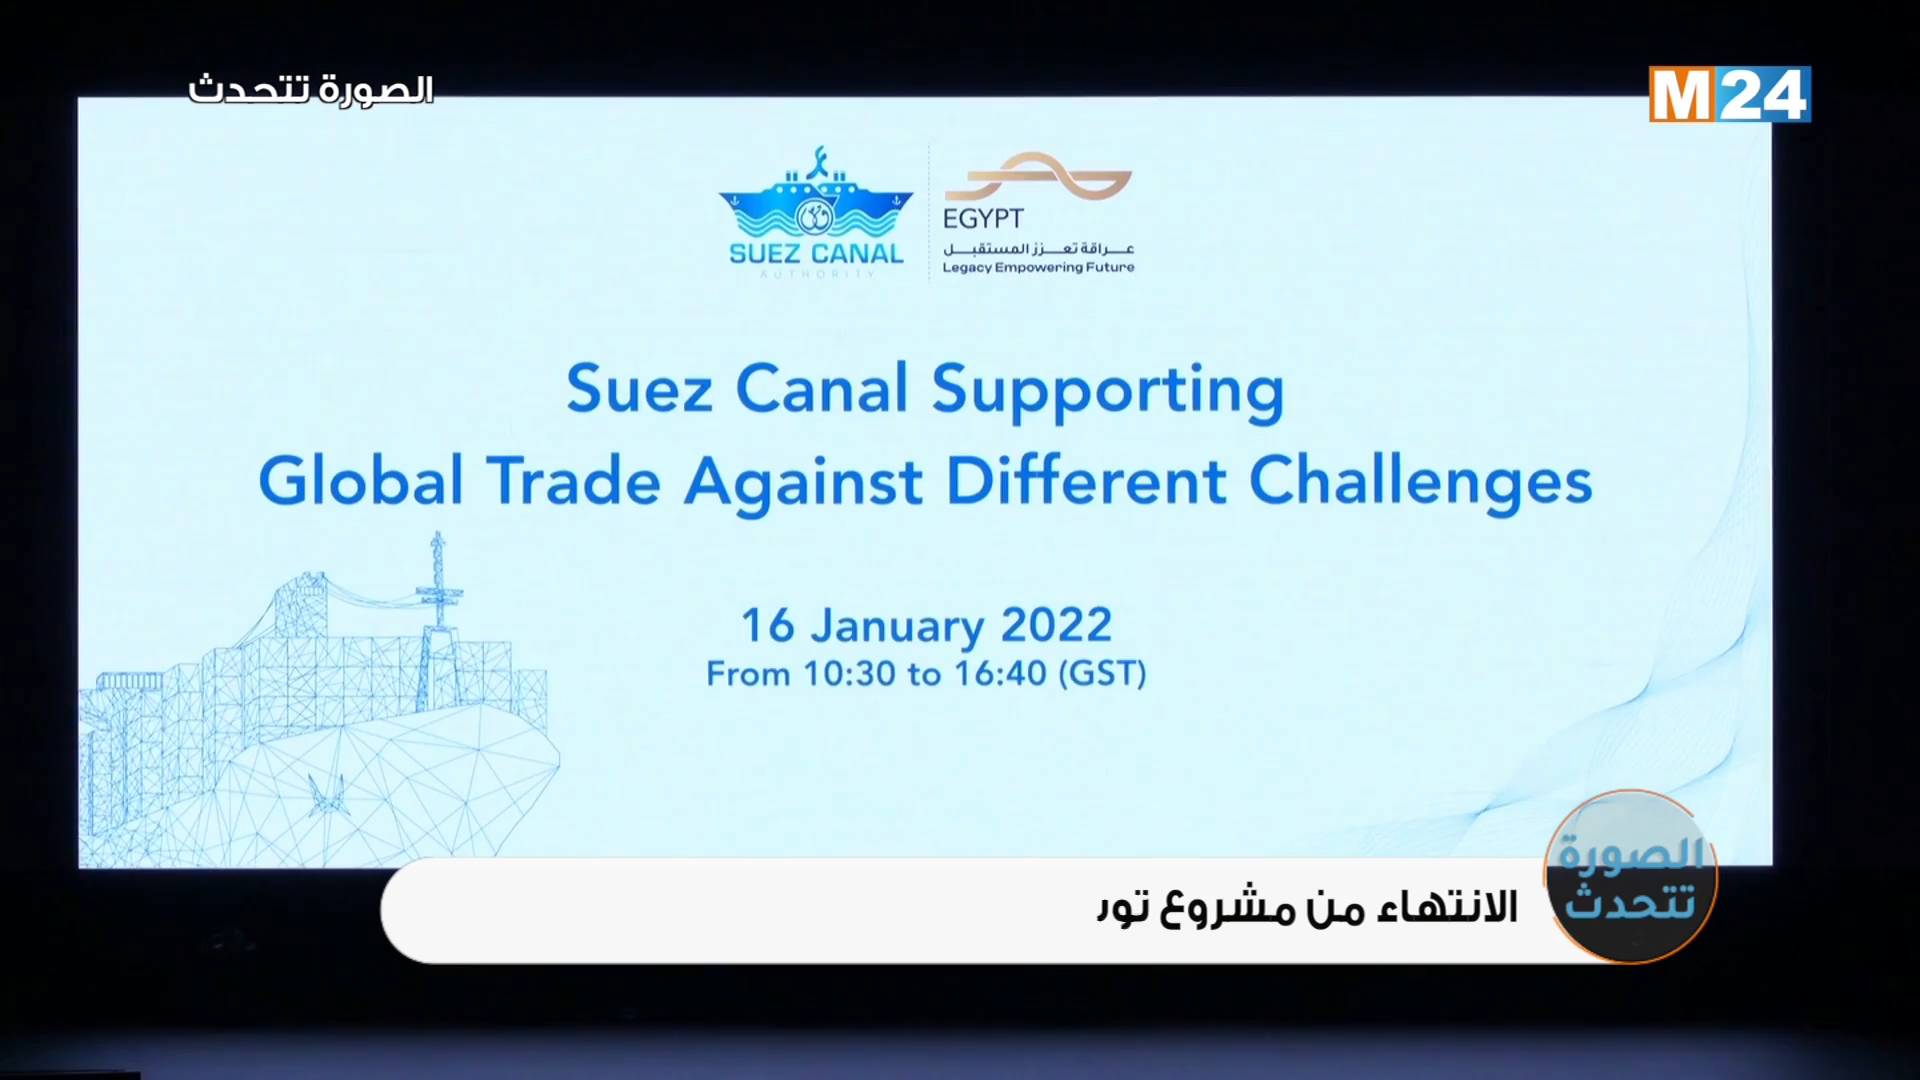 الصورة تتحدث
M24
SUEZ CANAL
AUTHORITY
EGYPT
عراقة تعزز المستقبل
Legacy Empowering Future
Suez Canal Supporting
Global Trade Against Different Challenges
16 January 2022
From 10:30 to 16:40 (GST)
الانتهاء من مشروع
الصورة
تتحدث